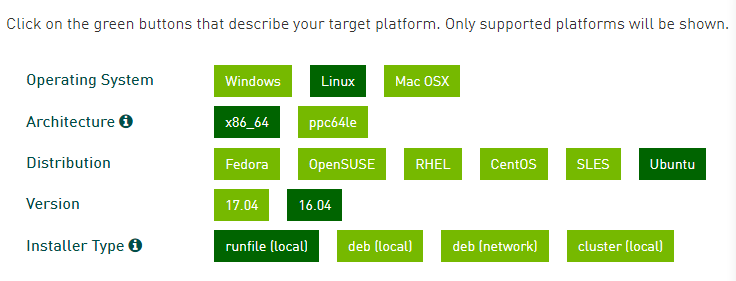 Click on the green buttons that describe your target platform. Only supported platforms will be shown.
Operating System Windows Linux Mac OSX
Architecture x86_64 ppc64le
Distribution Fedora OpenSUSE RHEL CentOS SLES Ubuntu
Version 17.04 16.04
Installer Type runfile (local) deb (local) deb (network) cluster (local)